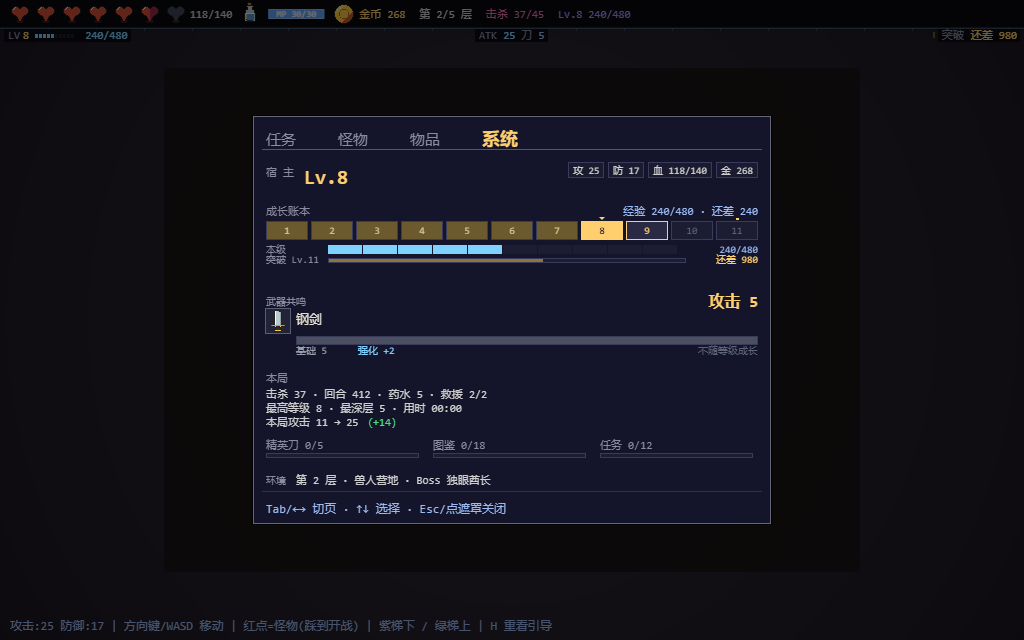 118/140 MP 30/30 金币 268 第 2/5 层 击杀 37/45 Lv.8 240/480
LV 8 240/480 ATK 25 刀 5 突破 还差 980
任务 怪物 物品 系统
宿 主 Lv.8 攻 25 防 17 血 118/140 金 268
成长账本 经验 240/480 · 还差 240
1 2 3 4 5 6 7 8 9 10 11
本级 240/480
突破 Lv.11 还差 980
武器共鸣 攻击 5
钢剑
基础 5 强化 +2 不随等级成长
本局
击杀 37 · 回合 412 · 药水 5 · 救援 2/2
最高等级 8 · 最深层 5 · 用时 00:00
本局攻击 11 → 25 (+14)
精英刀 0/5 图鉴 0/18 任务 0/12
环境 第 2 层 · 兽人营地 · Boss 独眼酋长
Tab/↔ 切页 · ↑↓ 选择 · Esc/点遮罩关闭
攻击:25 防御:17 | 方向键/WASD 移动 | 红点=怪物(踩到开战) | 紫梯下 / 绿梯上 | H 重看引导